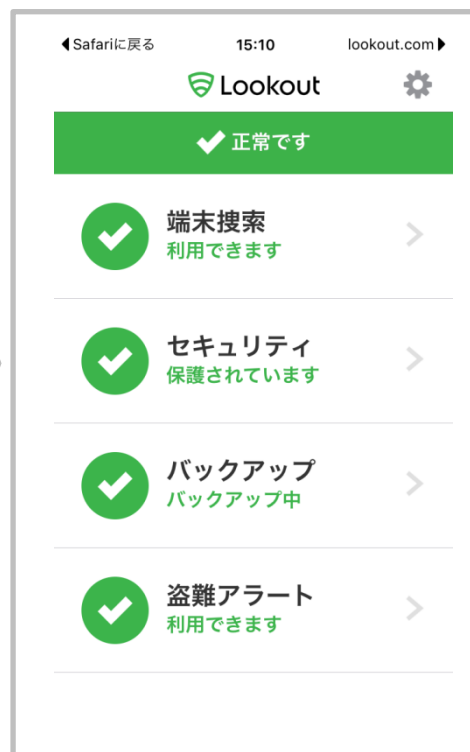 ◀Safariに戻る 15:10 lookout.com▶
Lookout
正常です
端末捜索
利用できます
セキュリティ
保護されています
バックアップ
バックアップ中
盗難アラート
利用できます